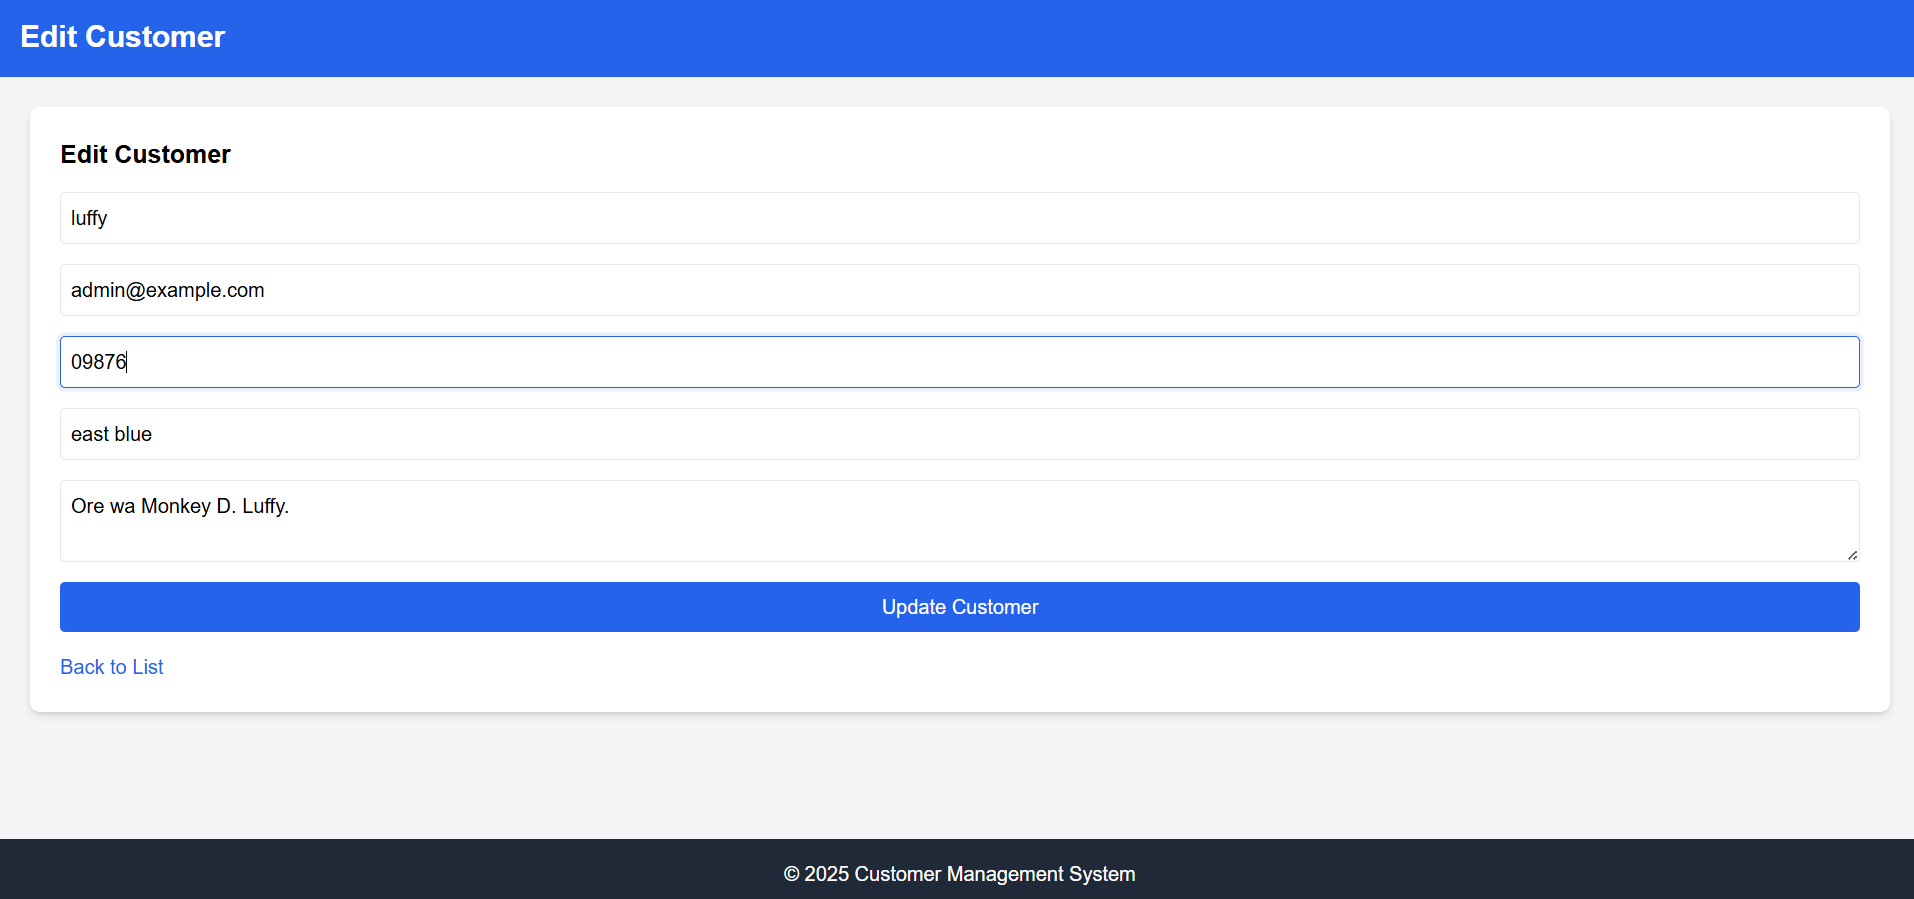 Edit Customer
Edit Customer
luffy
admin@example.com
09876
east blue
Ore wa Monkey D. Luffy.
Update Customer
Back to List
© 2025 Customer Management System